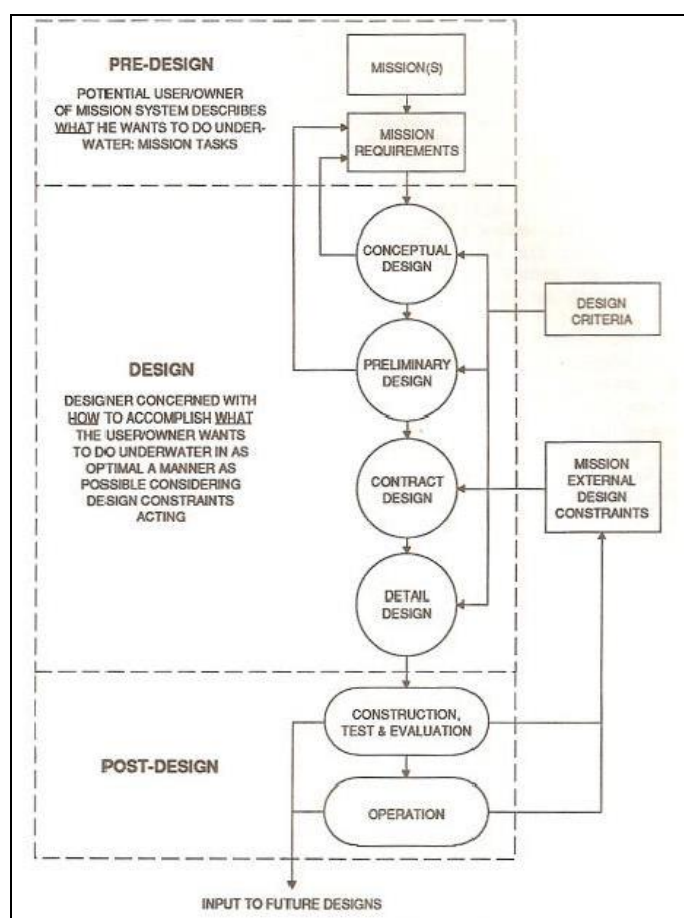 PRE-DESIGN
POTENTIAL USER/OWNER
OF MISSION SYSTEM DESCRIBES
WHAT HE WANTS TO DO UNDER-
WATER: MISSION TASKS
MISSION(S)
MISSION
REQUIREMENTS
CONCEPTUAL
DESIGN
DESIGN
CRITERIA
PRELIMINARY
DESIGN
DESIGN
DESIGNER CONCERNED WITH
HOW TO ACCOMPLISH WHAT
THE USER/OWNER WANTS
TO DO UNDERWATER IN AS
OPTIMAL A MANNER AS
POSSIBLE CONSIDERING
DESIGN CONSTRAINTS
ACTING
CONTRACT
DESIGN
MISSION
EXTERNAL
DESIGN
CONSTRAINTS
DETAIL
DESIGN
POST-DESIGN
CONSTRUCTION,
TEST & EVALUATION
OPERATION
INPUT TO FUTURE DESIGNS